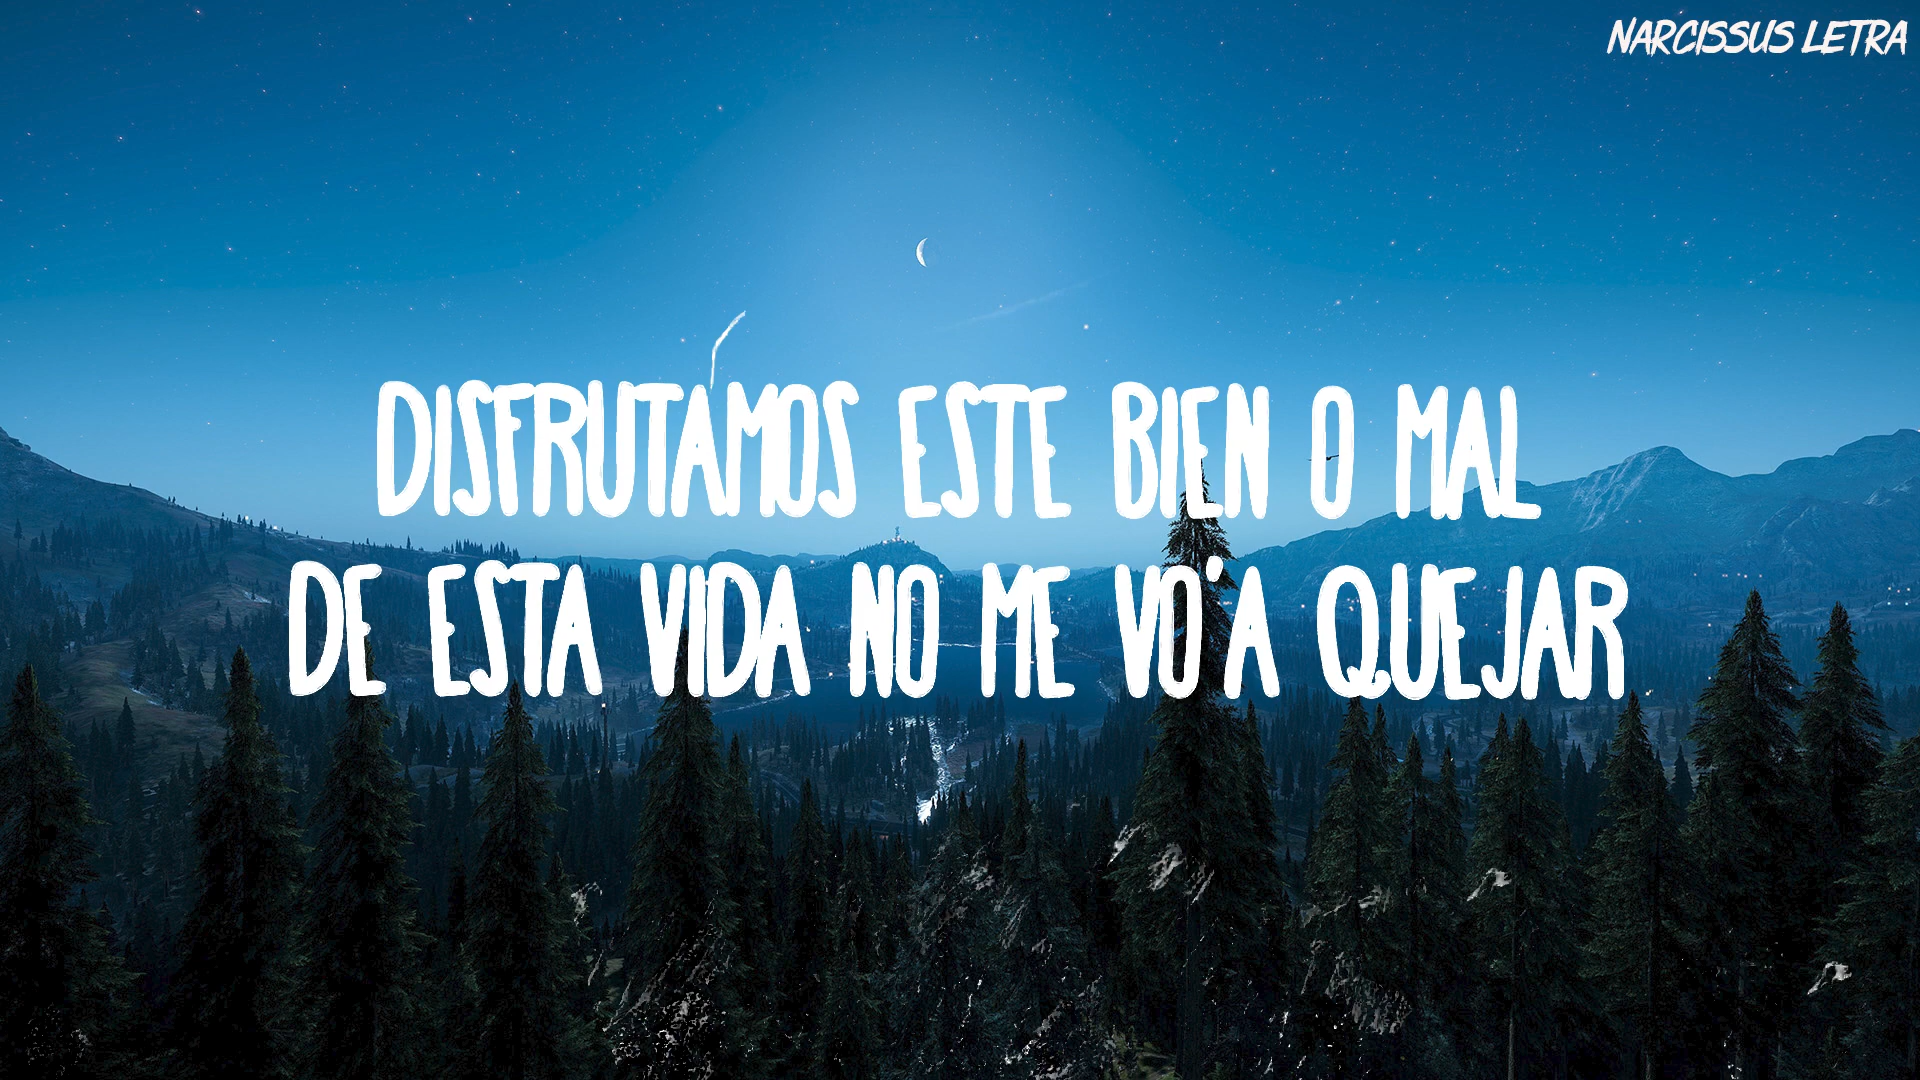 NARCISSUS LETRA
DISFRUTAMOS ESTE BIEN O MAL
DE ESTA VIDA NO ME VO'A QUEJAR